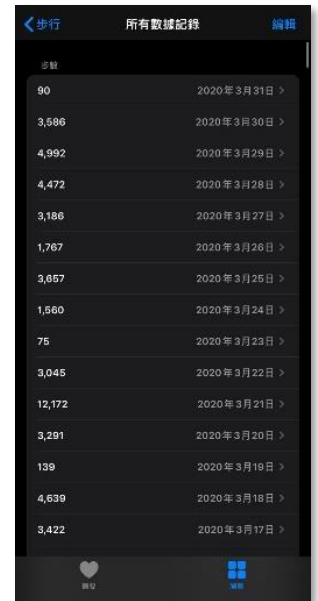 步行 所有數據記錄 編輯
步數
90 2020年3月31日
3,586 2020年3月30日
4,992 2020年3月29日
4,472 2020年3月28日
3,186 2020年3月27日
1,767 2020年3月26日
3,657 2020年3月25日
1,560 2020年3月24日
75 2020年3月23日
3,045 2020年3月22日
12,172 2020年3月21日
3,291 2020年3月20日
139 2020年3月19日
4,639 2020年3月18日
3,422 2020年3月17日